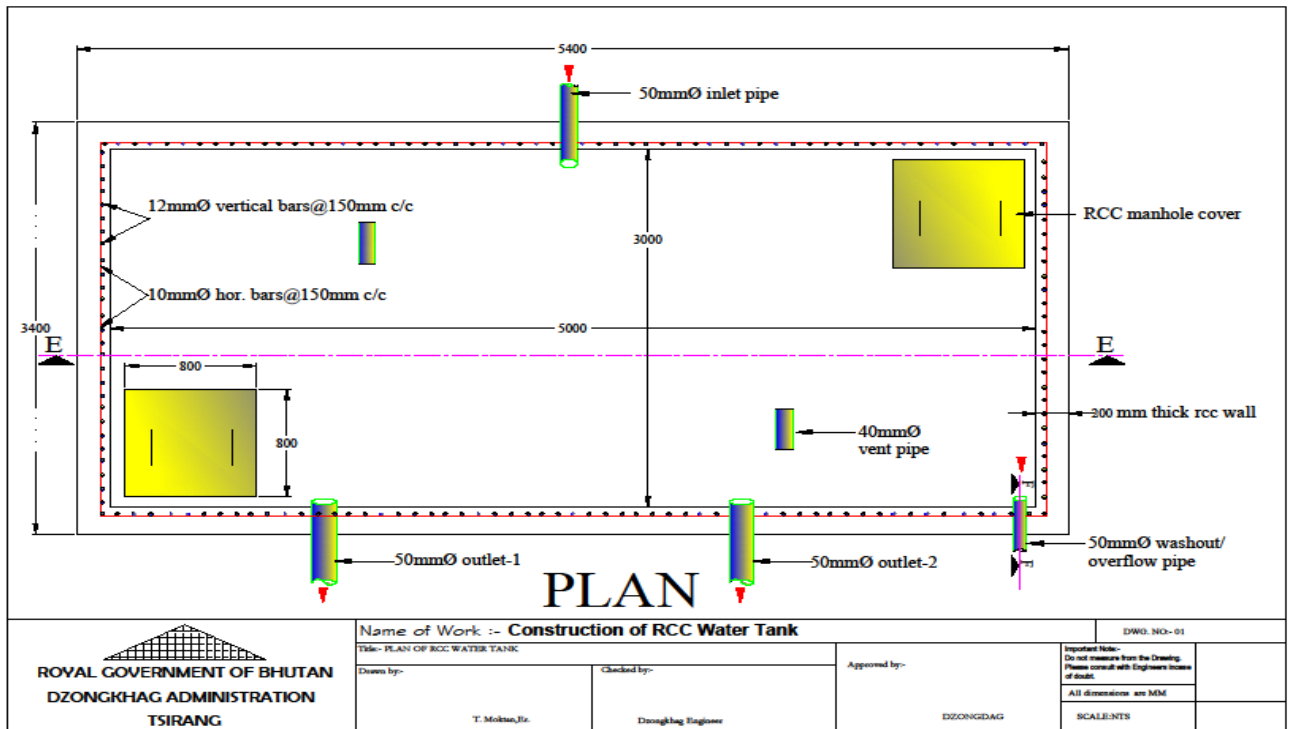 5400
50mmØ inlet pipe
12mmØ vertical bars@150mm c/c
RCC manhole cover
3000
10mmØ hor. bars@150mm c/c
3400
5000
E
E
800
200 mm thick rcc wall
800
40mmØ
vent pipe
F
50mmØ washout/
overflow pipe
50mmØ outlet-1
50mmØ outlet-2
F
PLAN
Name of Work :- Construction of RCC Water Tank
DWG. NO:- 01
Title:- PLAN OF RCC WATER TANK
Important Note:-
Do not measure from the Drawing.
Please consult with Engineers incase
of doubt.
Drawn by:-
Checked by:-
Approved by:-
ROYAL GOVERNMENT OF BHUTAN
DZONGKHAG ADMINISTRATION
TSIRANG
All dimensions are MM
T. Moktan,Er.
Dzongkhag Engineer
DZONGDAG
SCALE:NTS